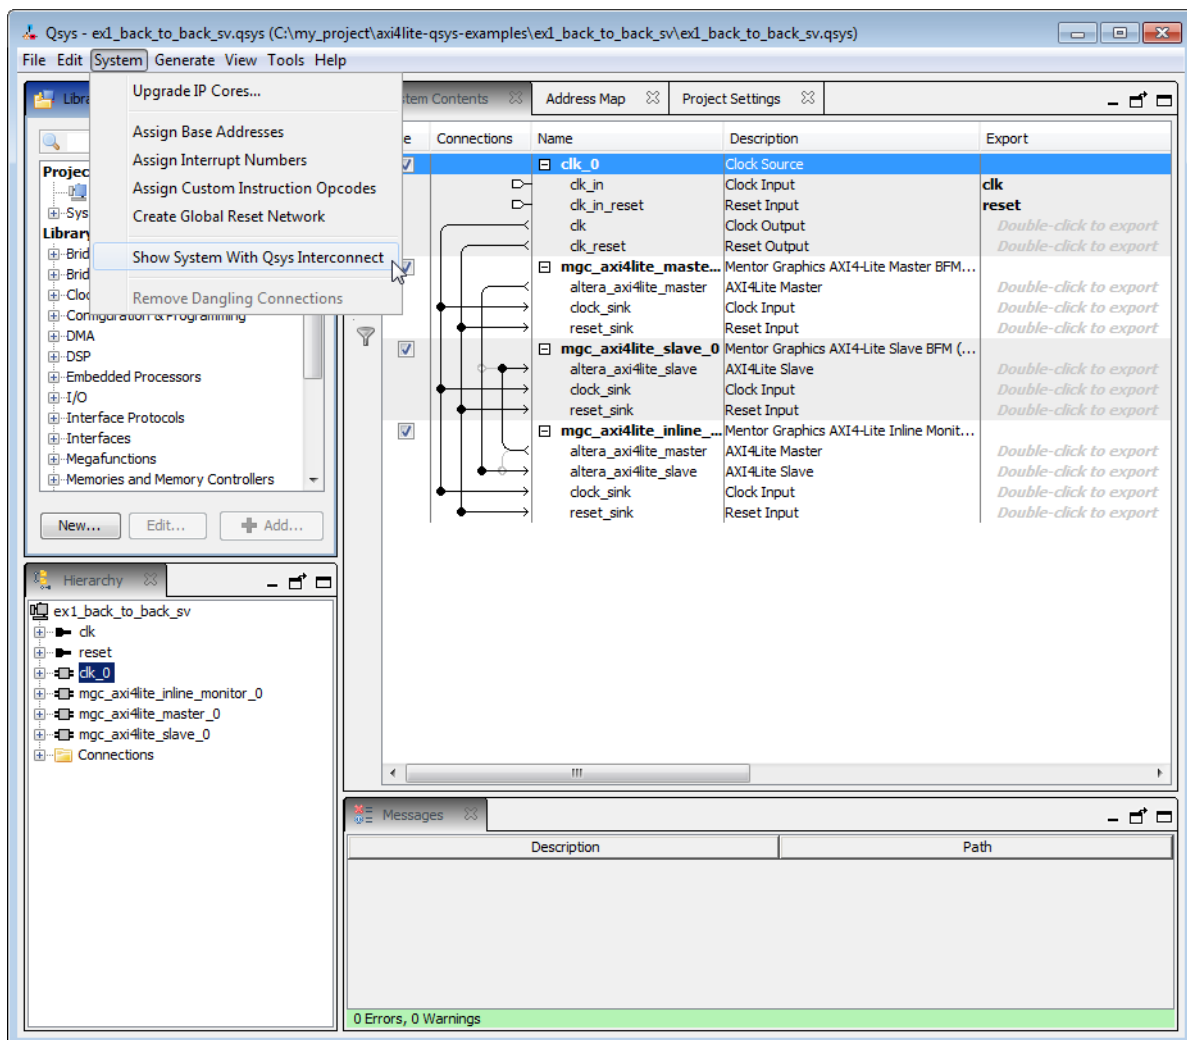 Qsys - ex1_back_to_back_sv.qsys (C:\my_project\axi4lite-qsys-examples\ex1_back_to_back_sv\ex1_back_to_back_sv.qsys)
File Edit System Generate View Tools Help
Upgrade IP Cores...
Assign Base Addresses
Assign Interrupt Numbers
Assign Custom Instruction Opcodes
Create Global Reset Network
Show System With Qsys Interconnect
Remove Dangling Connections
Contents Address Map Project Settings
Connections Name Description Export
clk_0 Clock Source
clk_in Clock Input clk
clk_in_reset Reset Input reset
clk Clock Output Double-click to export
clk_reset Reset Output Double-click to export
mgc_axi4lite_maste... Mentor Graphics AXI4-Lite Master BFM...
altera_axi4lite_master AXI4Lite Master Double-click to export
clock_sink Clock Input Double-click to export
reset_sink Reset Input Double-click to export
mgc_axi4lite_slave_0 Mentor Graphics AXI4-Lite Slave BFM (...
altera_axi4lite_slave AXI4Lite Slave Double-click to export
clock_sink Clock Input Double-click to export
reset_sink Reset Input Double-click to export
mgc_axi4lite_inline_... Mentor Graphics AXI4-Lite Inline Monit...
altera_axi4lite_master AXI4Lite Master Double-click to export
altera_axi4lite_slave AXI4Lite Slave Double-click to export
clock_sink Clock Input Double-click to export
reset_sink Reset Input Double-click to export
Configuration & Programming
DMA
DSP
Embedded Processors
I/O
Interface Protocols
Interfaces
Megafunctions
Memories and Memory Controllers
New... Edit... Add...
Hierarchy
ex1_back_to_back_sv
clk
reset
clk_0
mgc_axi4lite_inline_monitor_0
mgc_axi4lite_master_0
mgc_axi4lite_slave_0
Connections
Messages
Description Path
0 Errors, 0 Warnings